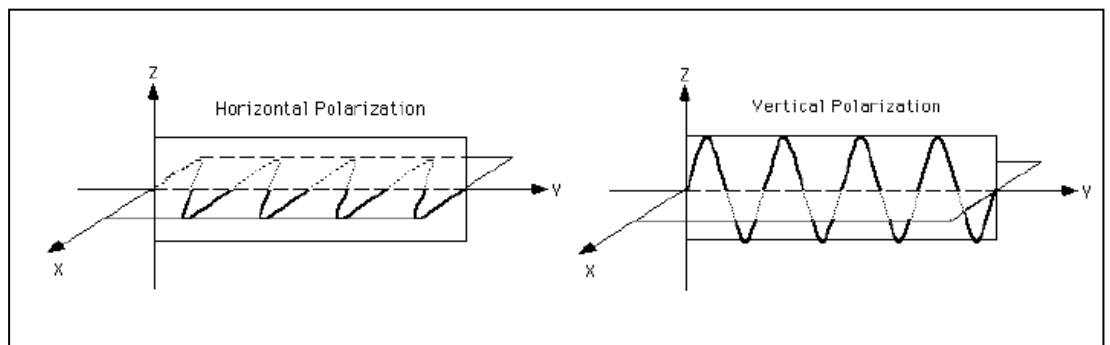 Z
Horizontal Polarization
Y
X
Z
Vertical Polarization
Y
X